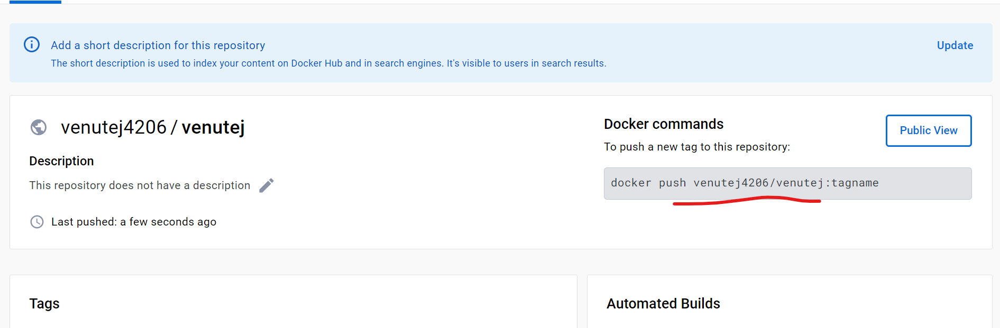 Add a short description for this repository
Update
The short description is used to index your content on Docker Hub and in search engines. It's visible to users in search results.
venutej4206 / venutej
Description
This repository does not have a description
Last pushed: a few seconds ago
Docker commands
Public View
To push a new tag to this repository:
docker push venutej4206/venutej:tagname
Tags
Automated Builds